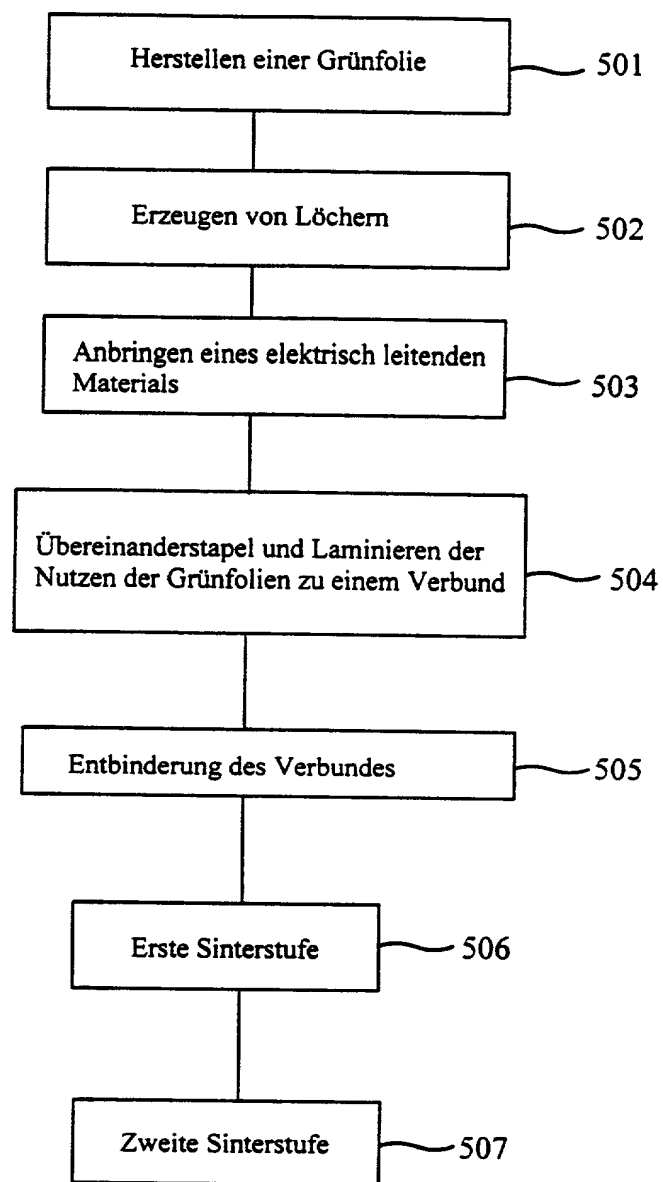 Herstellen einer Grünfolie
501
Erzeugen von Löchern
502
Anbringen eines elektrisch leitenden
Materials
503
Übereinanderstapel und Laminieren der
Nutzen der Grünfolien zu einem Verbund
504
Entbinderung des Verbundes
505
Erste Sinterstufe
506
Zweite Sinterstufe
507